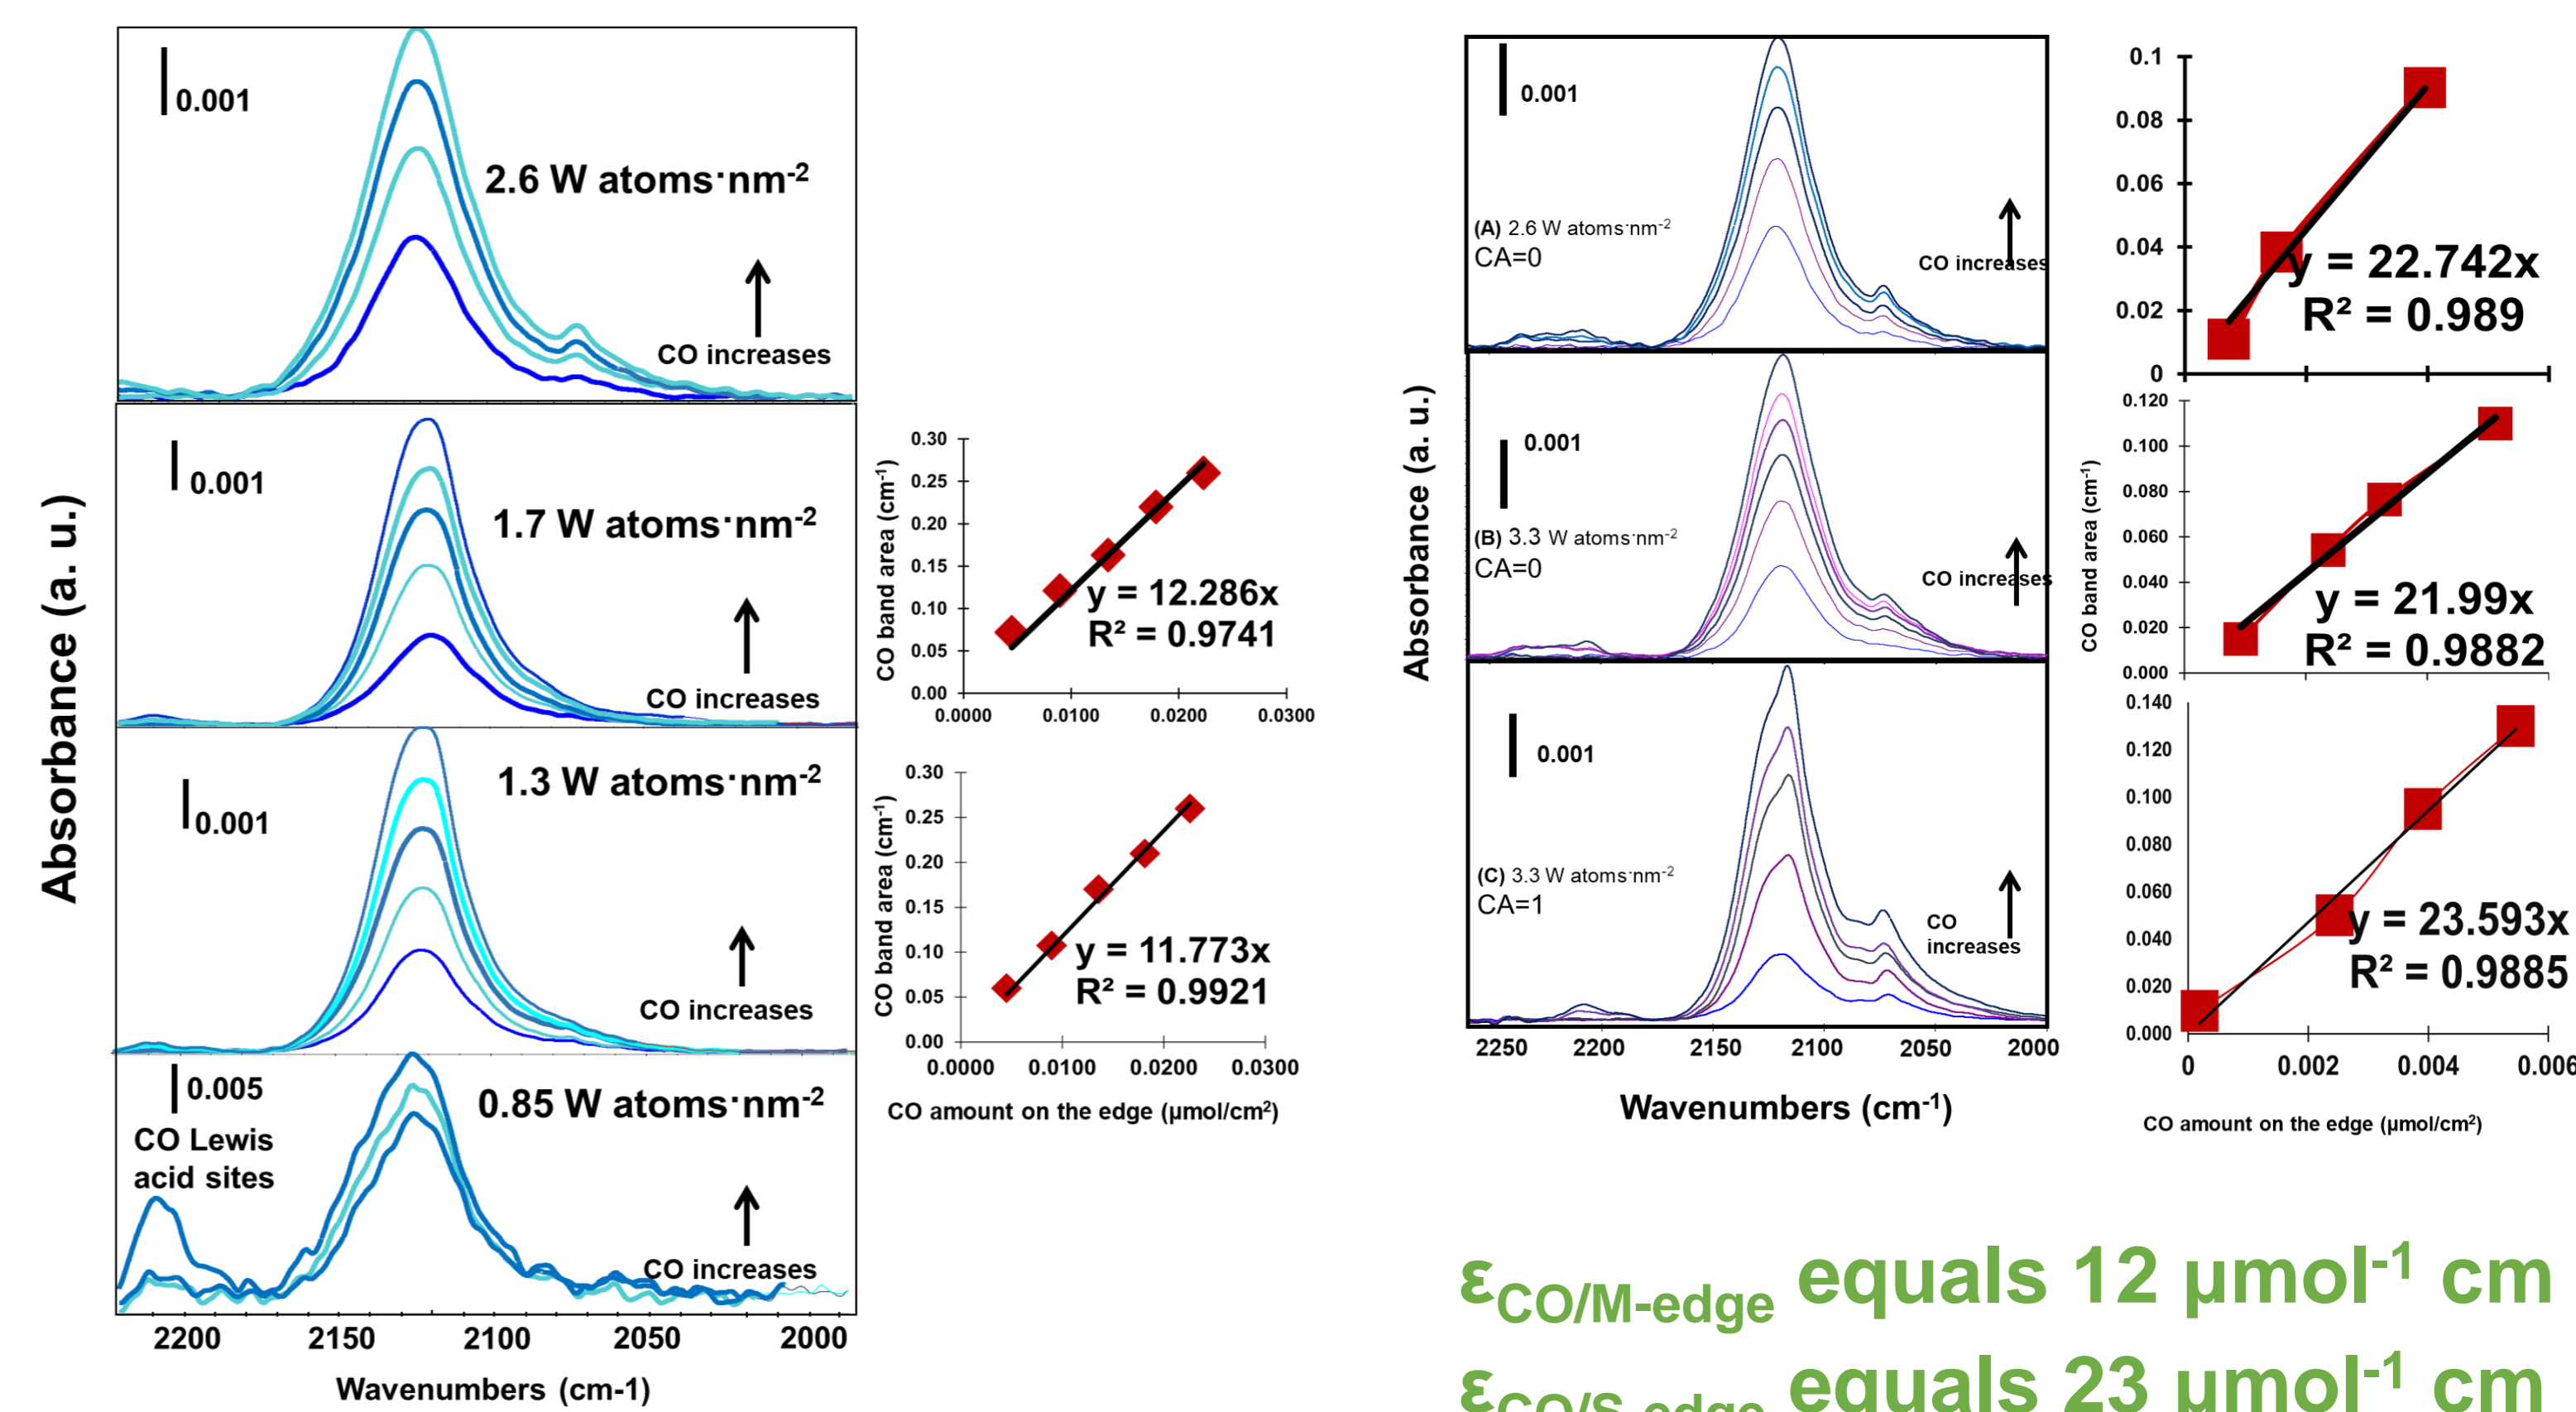 Absorbance (a. u.)
0.001
2.6 W atoms·nm-2
CO increases
0.001
1.7 W atoms·nm-2
CO increases
0.001
1.3 W atoms·nm-2
CO increases
0.005
0.85 W atoms·nm-2
CO Lewis
acid sites
CO increases
2200 2150 2100 2050 2000
Wavenumbers (cm-1)
CO band area (cm-1)
0.30
0.25
0.20
0.15
0.10
0.05
0.00
y = 12.286x
R² = 0.9741
0.0000 0.0100 0.0200 0.0300
CO band area (cm-1)
0.30
0.25
0.20
0.15
0.10
0.05
0.00
y = 11.773x
R² = 0.9921
0.0000 0.0100 0.0200 0.0300
CO amount on the edge (µmol/cm2)
Absorbance (a. u.)
0.001
(A) 2.6 W atoms·nm-2
CA=0
CO increases
0.001
(B) 3.3 W atoms·nm-2
CA=0
CO increases
0.001
(C) 3.3 W atoms·nm-2
CA=1
CO
increases
2250 2200 2150 2100 2050 2000
Wavenumbers (cm-1)
0.1
0.08
0.06
0.04
0.02
0
y = 22.742x
R² = 0.989
CO band area (cm-1)
0.120
0.100
0.080
0.060
0.040
0.020
0.000
y = 21.99x
R² = 0.9882
0.140
0.120
0.100
0.080
0.060
0.040
0.020
0.000
y = 23.593x
R² = 0.9885
0 0.002 0.004 0.006
CO amount on the edge (µmol/cm2)
εCO/M-edge equals 12 µmol-1 cm
εCO/S-edge equals 23 µmol-1 cm